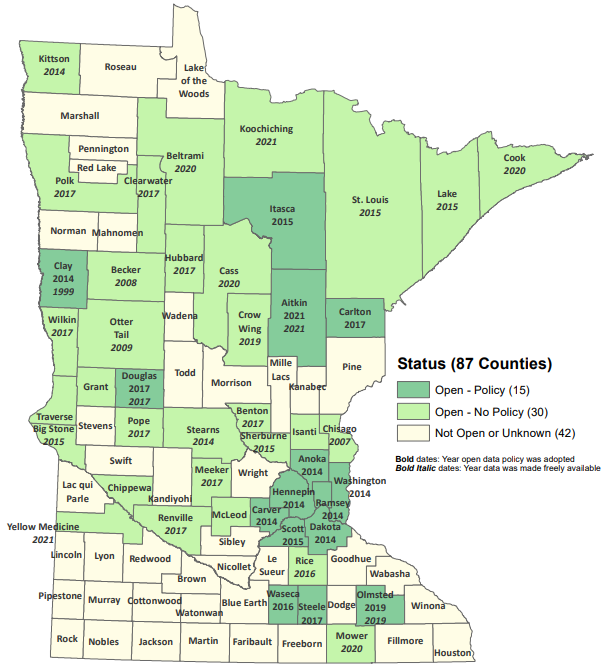 Kittson
2014
Roseau
Lake
of the
Woods
Marshall
Koochiching
2021
Pennington
Red Lake
Beltrami
2020
Cook
2020
Polk
2017
Clearwater
2017
Itasca
2015
St. Louis
2015
Lake
2015
Norman
Mahnomen
Hubbard
2017
Clay
2014
1999
Becker
2008
Cass
2020
Aitkin
2021
2021
Carlton
2017
Wilkin
2017
Otter
Tail
2009
Wadena
Crow
Wing
2019
Mille
Lacs
Pine
Todd
Morrison
Kanabec
Grant
Douglas
2017
2017
Status (87 Counties)
Open - Policy (15)
Open - No Policy (30)
Not Open or Unknown (42)
Bold dates: Year open data policy was adopted
Bold Italic dates: Year data was made freely available
Traverse
Big Stone
2015
Stevens
Pope
2017
Stearns
2014
Benton
2017
Sherburne
2015
Isanti
Chisago
2007
Swift
Meeker
2017
Wright
Anoka
2014
Washington
2014
Lac qui
Parle
Chippewa
Kandiyohi
Hennepin
2014
Ramsey
2014
Renville
2017
McLeod
Carver
2014
Scott
2015
Dakota
2014
Yellow Medicine
2021
Sibley
Lincoln
Lyon
Redwood
Nicollet
Le
Sueur
Rice
2016
Goodhue
Wabasha
Brown
Pipestone
Murray
Cottonwood
Watonwan
Blue Earth
Waseca
2016
Steele
2017
Dodge
Olmsted
2019
2019
Winona
Rock
Nobles
Jackson
Martin
Faribault
Freeborn
Mower
2020
Fillmore
Houston